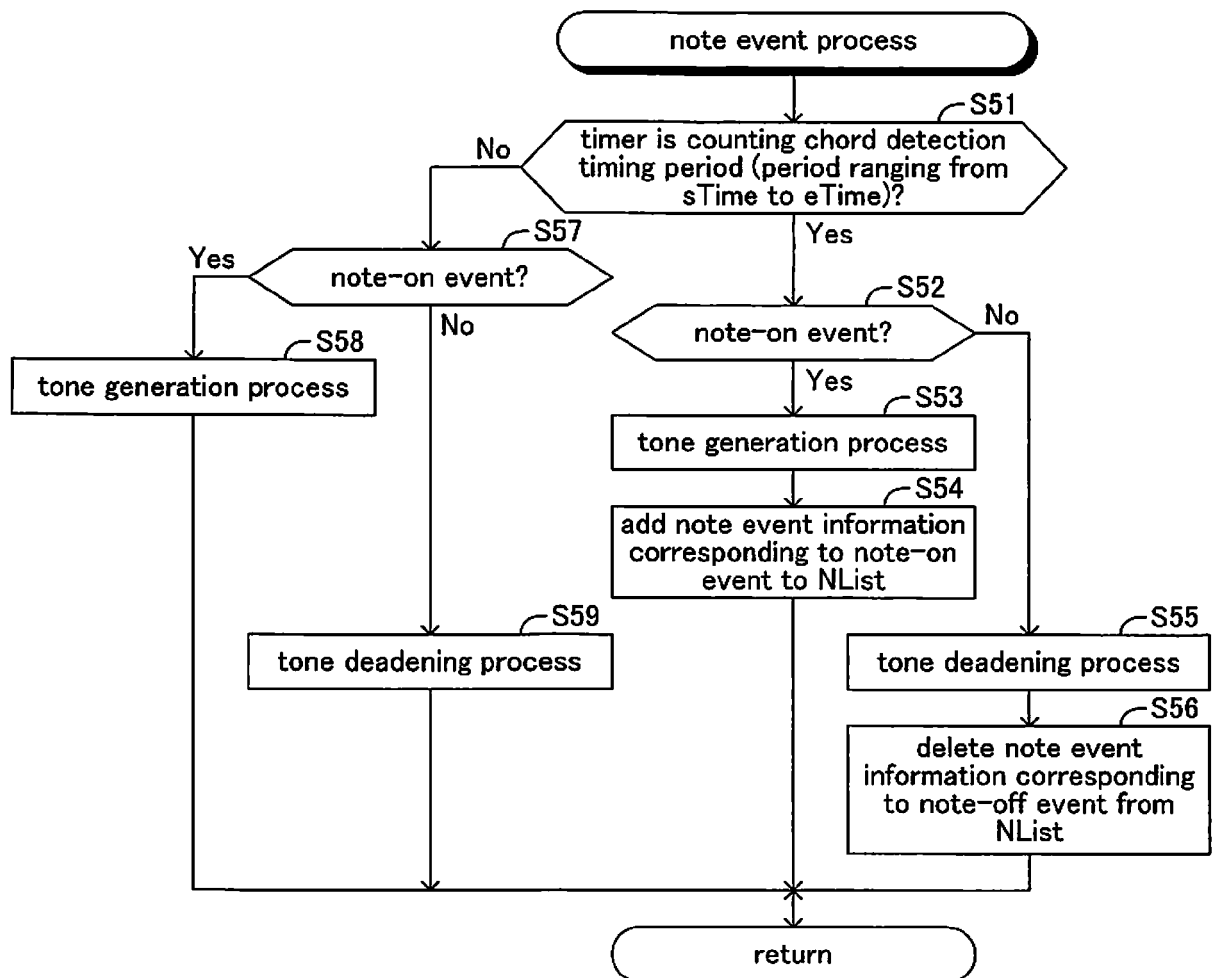 note event process
S51
timer is counting chord detection
timing period (period ranging from
sTime to eTime)?
No
Yes
S57
note-on event?
Yes
No
S52
note-on event?
No
Yes
S58
tone generation process
S53
tone generation process
S54
add note event information
corresponding to note-on
event to NList
S59
tone deadening process
S55
tone deadening process
S56
delete note event
information corresponding
to note-off event from
NList
return